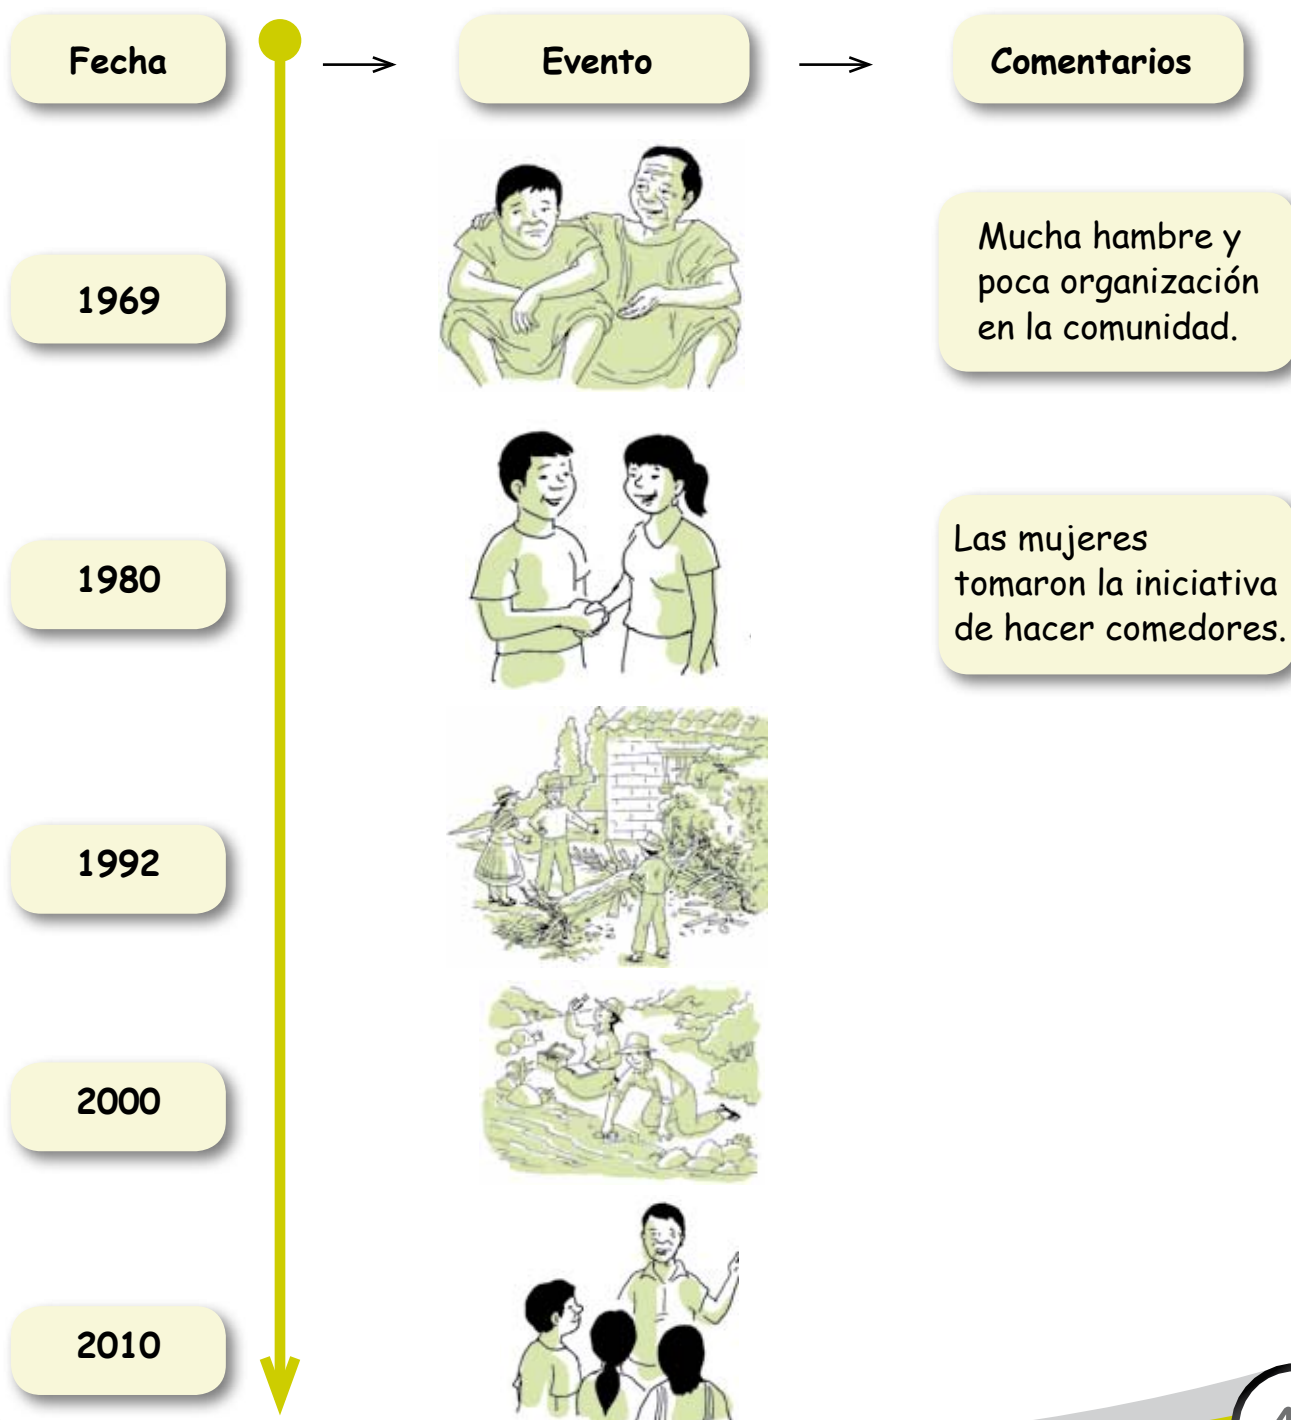 Fecha
Evento
Comentarios
1969
Mucha hambre y
poca organización
en la comunidad.
1980
Las mujeres
tomaron la iniciativa
de hacer comedores.
1992
2000
2010